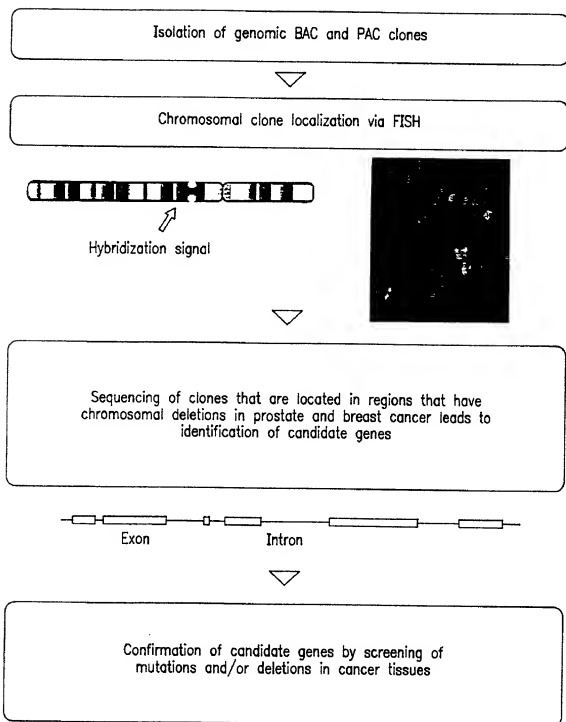 Isolation of genomic BAC and PAC clones
Chromosomal clone localization via FISH
Hybridization signal
Sequencing of clones that are located in regions that have
chromosomal deletions in prostate and breast cancer leads to
identification of candidate genes
Exon
Intron
Confirmation of candidate genes by screening of
mutations and/or deletions in cancer tissues